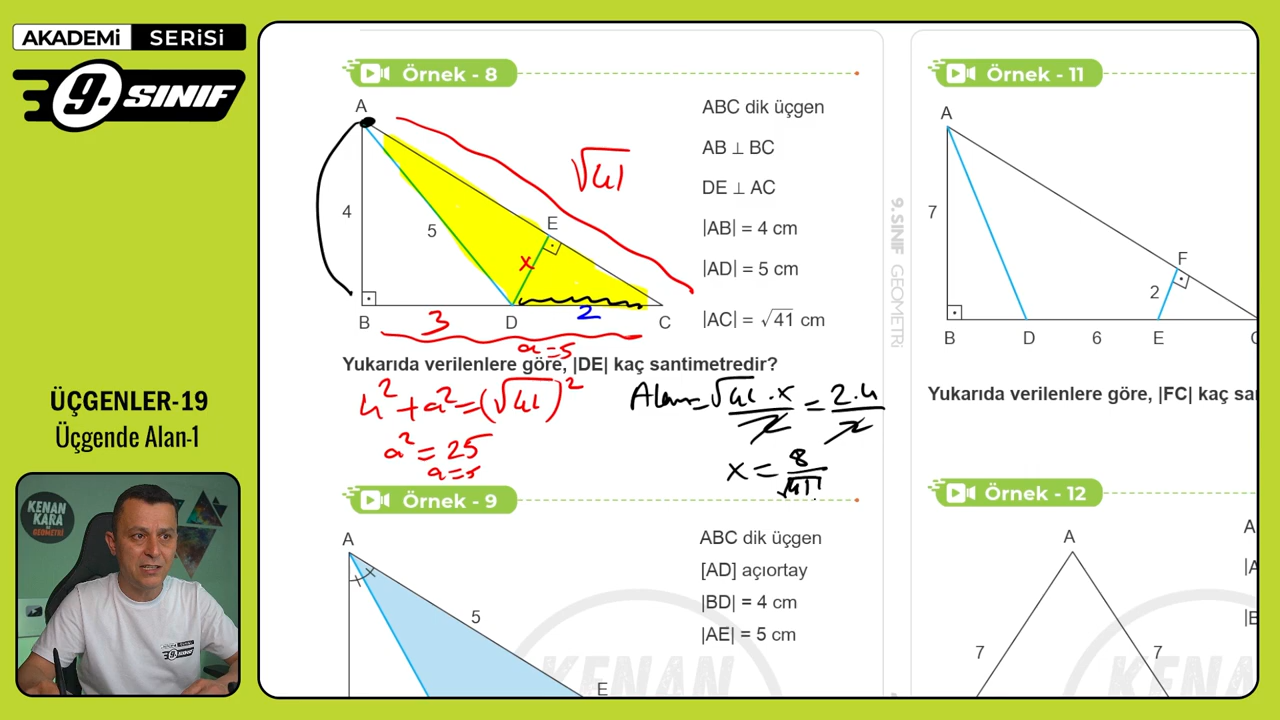 AKADEMİ SERİSİ
9. SINIF
ÜÇGENLER-19
Üçgende Alan-1
KENAN
KARA
ile
GEOMETRİ
Örnek - 8
A
4
5
E
x
B
D
C
3
2
a=5
√41
ABC dik üçgen
AB ⊥ BC
DE ⊥ AC
|AB| = 4 cm
|AD| = 5 cm
|AC| = √41 cm
Yukarıda verilenlere göre, |DE| kaç santimetredir?
4² + a² = (√41)²
a² = 25
a = 5
Alan = √41 . x / 2 = 2.4 / 2
x = 8 / √41
Örnek - 9
A
x
5
E
ABC dik üçgen
[AD] açıortay
|BD| = 4 cm
|AE| = 5 cm
KENAN
9. SINIF GEOMETRİ
Örnek - 11
A
7
F
2
B
D
6
E
Yukarıda verilenlere göre, |FC| kaç
Örnek - 12
A
7
7
A
KENAN